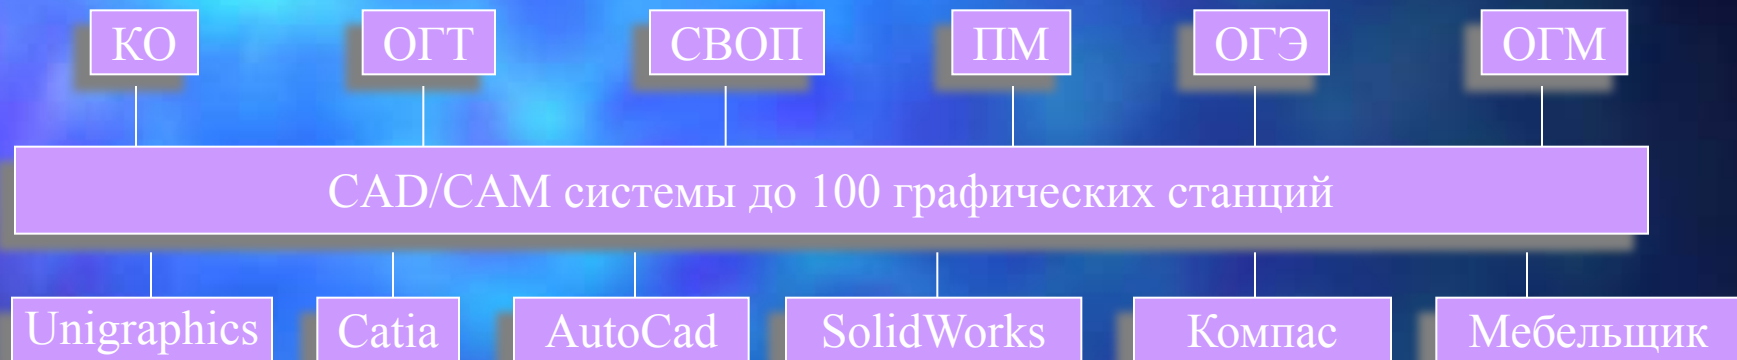 КО
ОГТ
СВОП
ПМ
ОГЭ
ОГМ
CAD/CAM системы до 100 графических станций
Unigraphics
Catia
AutoCad
SolidWorks
Компас
Мебельщик